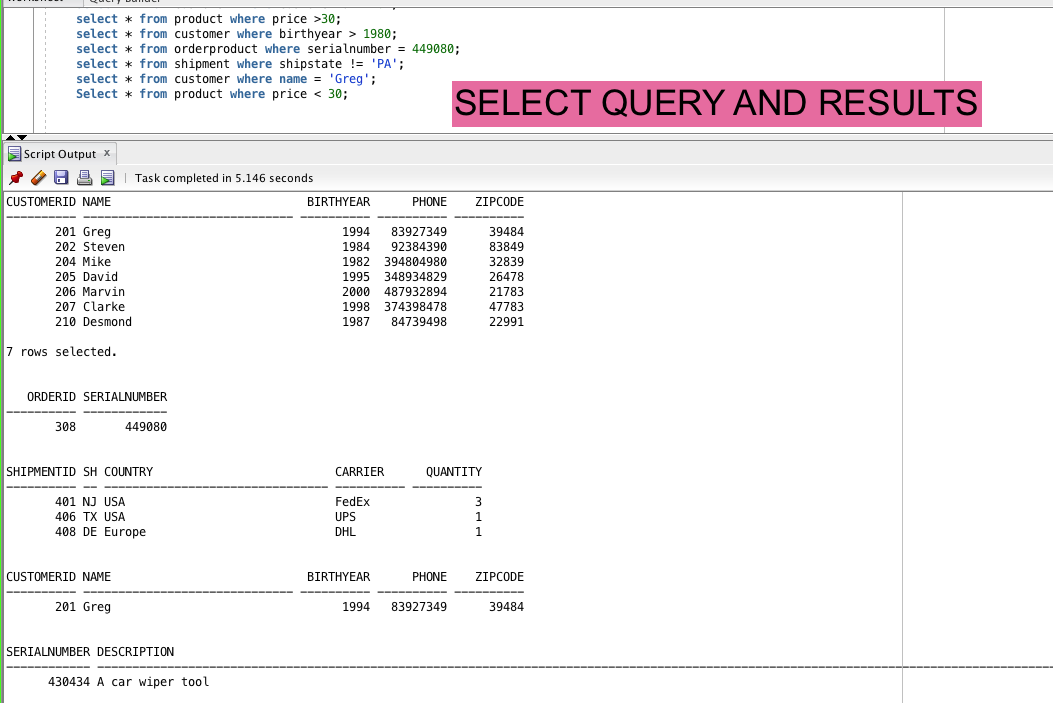 select * from product where price >30;
select * from customer where birthyear > 1980;
select * from orderproduct where serialnumber = 449080;
select * from shipment where shipstate != 'PA';
select * from customer where name = 'Greg';
Select * from product where price < 30;
SELECT QUERY AND RESULTS
Script Output x
Task completed in 5.146 seconds
CUSTOMERID NAME BIRTHYEAR PHONE ZIPCODE
---------- ------------------------------ ---------- ---------- ----------
201 Greg 1994 83927349 39484
202 Steven 1984 92384390 83849
204 Mike 1982 394804980 32839
205 David 1995 348934829 26478
206 Marvin 2000 487932894 21783
207 Clarke 1998 374398478 47783
210 Desmond 1987 84739498 22991
7 rows selected.
ORDERID SERIALNUMBER
---------- ------------
308 449080
SHIPMENTID SH COUNTRY CARRIER QUANTITY
---------- -- -------------------------------- ---------- ----------
401 NJ USA FedEx 3
406 TX USA UPS 1
408 DE Europe DHL 1
CUSTOMERID NAME BIRTHYEAR PHONE ZIPCODE
---------- ------------------------------ ---------- ---------- ----------
201 Greg 1994 83927349 39484
SERIALNUMBER DESCRIPTION
------------ ----------------------------------------------------------------
430434 A car wiper tool